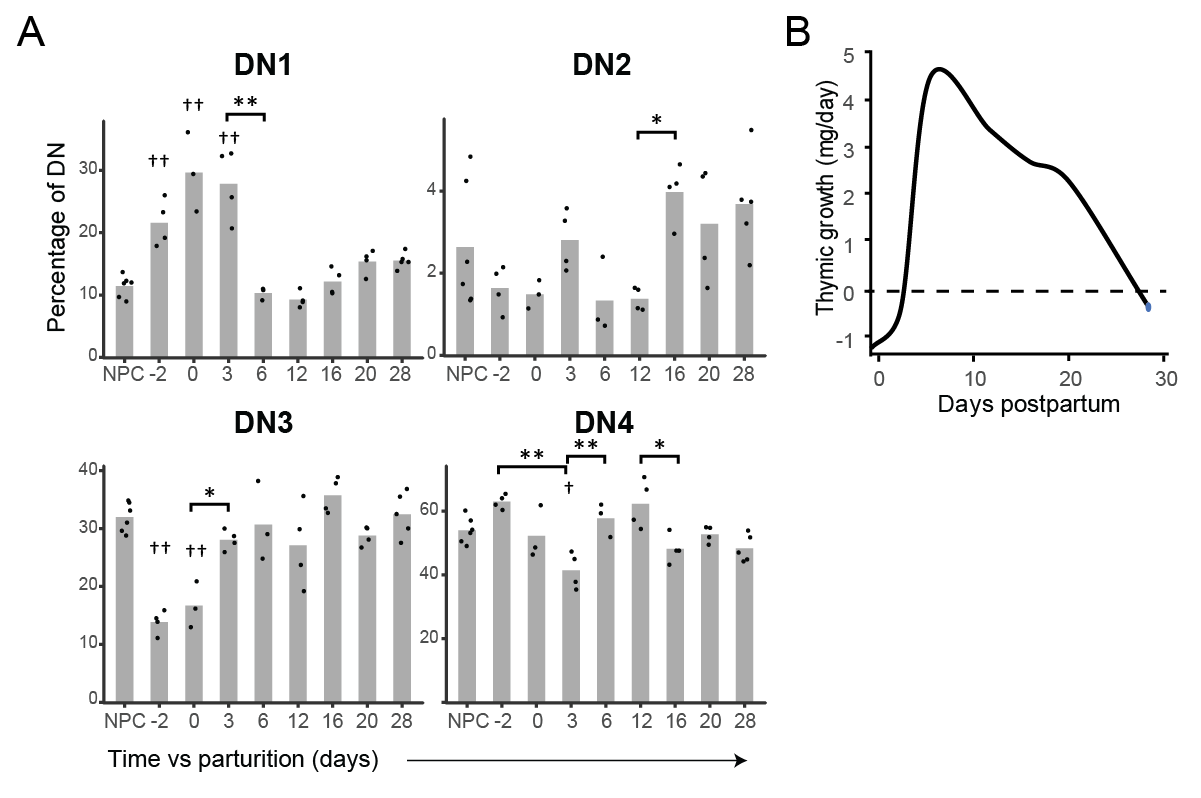 A
B
DN1
DN2
Percentage of DN
†† †† †† **
0 10 20 30
NPC -2 0 3 6 12 16 20 28
*
0 2 4
NPC -2 0 3 6 12 16 20 28
Thymic growth (mg/day)
5
4
3
2
1
0
-1
0 10 20 30
Days postpartum
DN3
DN4
†† †† *
0 10 20 30 40
NPC -2 0 3 6 12 16 20 28
** ** *
†
20 40 60
NPC -2 0 3 6 12 16 20 28
Time vs parturition (days)